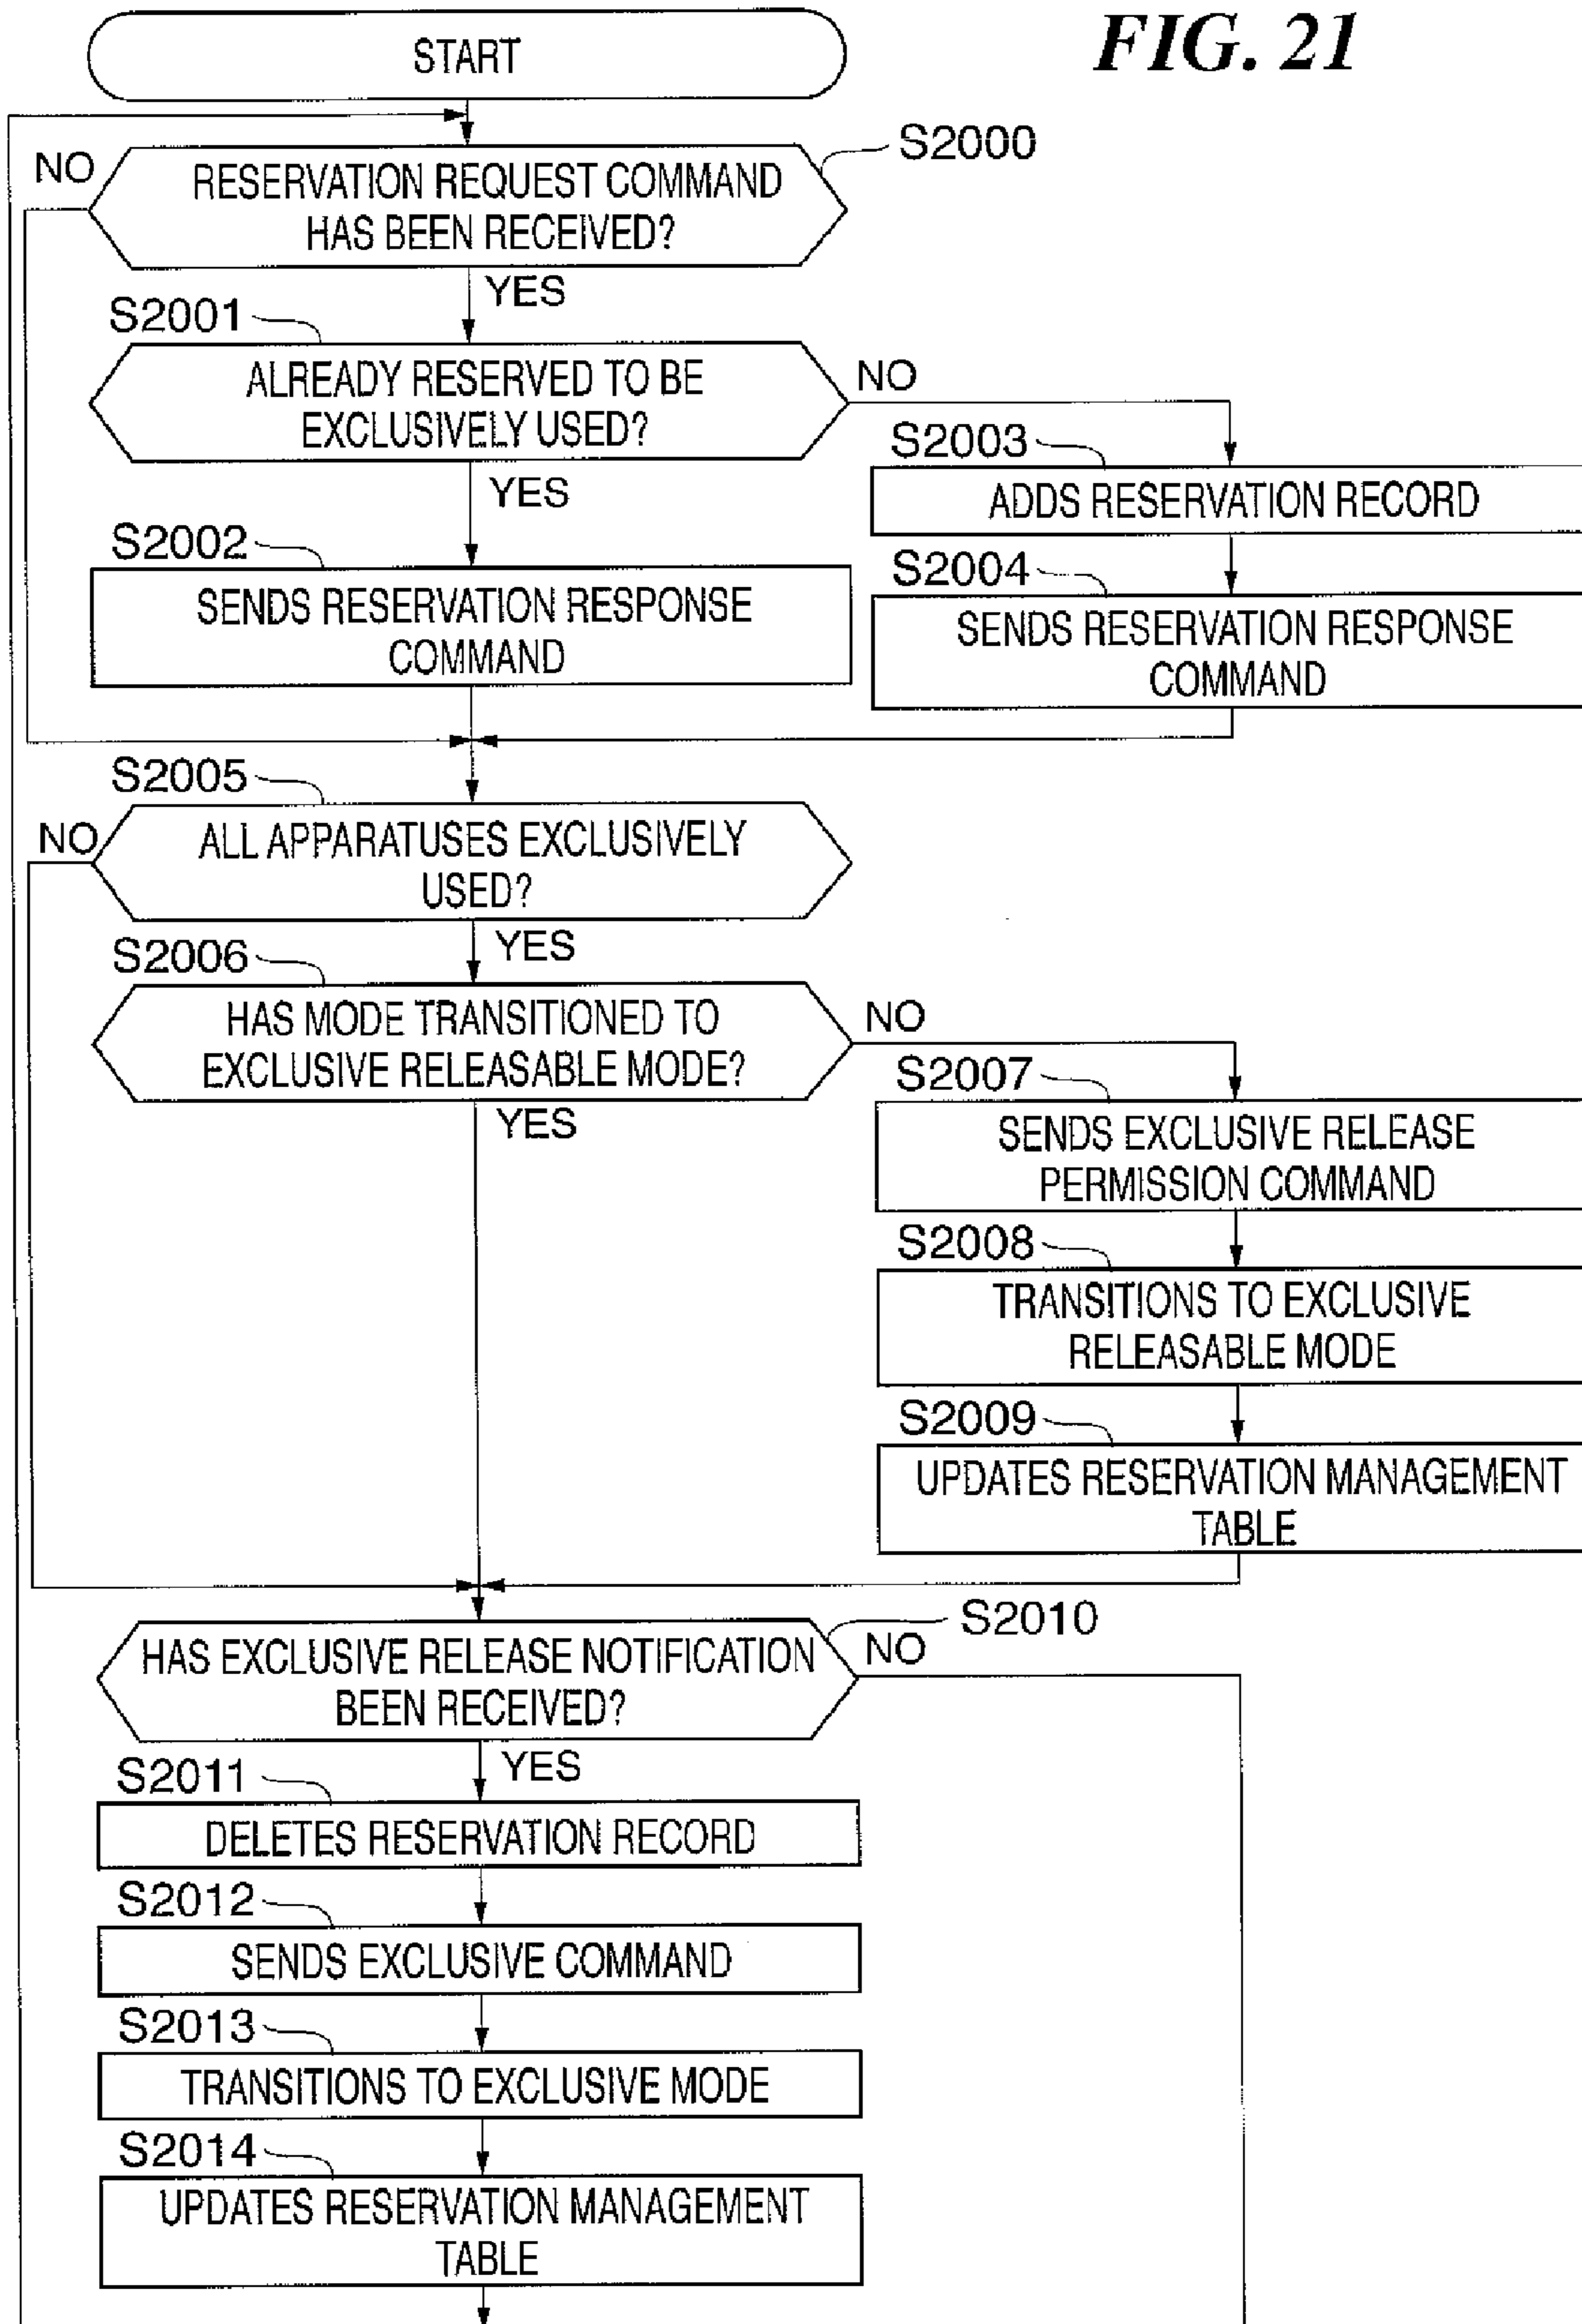 FIG. 21
START
S2000
NO
RESERVATION REQUEST COMMAND
HAS BEEN RECEIVED?
YES
S2001
ALREADY RESERVED TO BE
EXCLUSIVELY USED?
NO
YES
S2003
ADDS RESERVATION RECORD
S2002
SENDS RESERVATION RESPONSE
COMMAND
S2004
SENDS RESERVATION RESPONSE
COMMAND
S2005
NO
ALL APPARATUSES EXCLUSIVELY
USED?
YES
S2006
HAS MODE TRANSITIONED TO
EXCLUSIVE RELEASABLE MODE?
NO
YES
S2007
SENDS EXCLUSIVE RELEASE
PERMISSION COMMAND
S2008
TRANSITIONS TO EXCLUSIVE
RELEASABLE MODE
S2009
UPDATES RESERVATION MANAGEMENT
TABLE
S2010
HAS EXCLUSIVE RELEASE NOTIFICATION
BEEN RECEIVED?
NO
YES
S2011
DELETES RESERVATION RECORD
S2012
SENDS EXCLUSIVE COMMAND
S2013
TRANSITIONS TO EXCLUSIVE MODE
S2014
UPDATES RESERVATION MANAGEMENT
TABLE